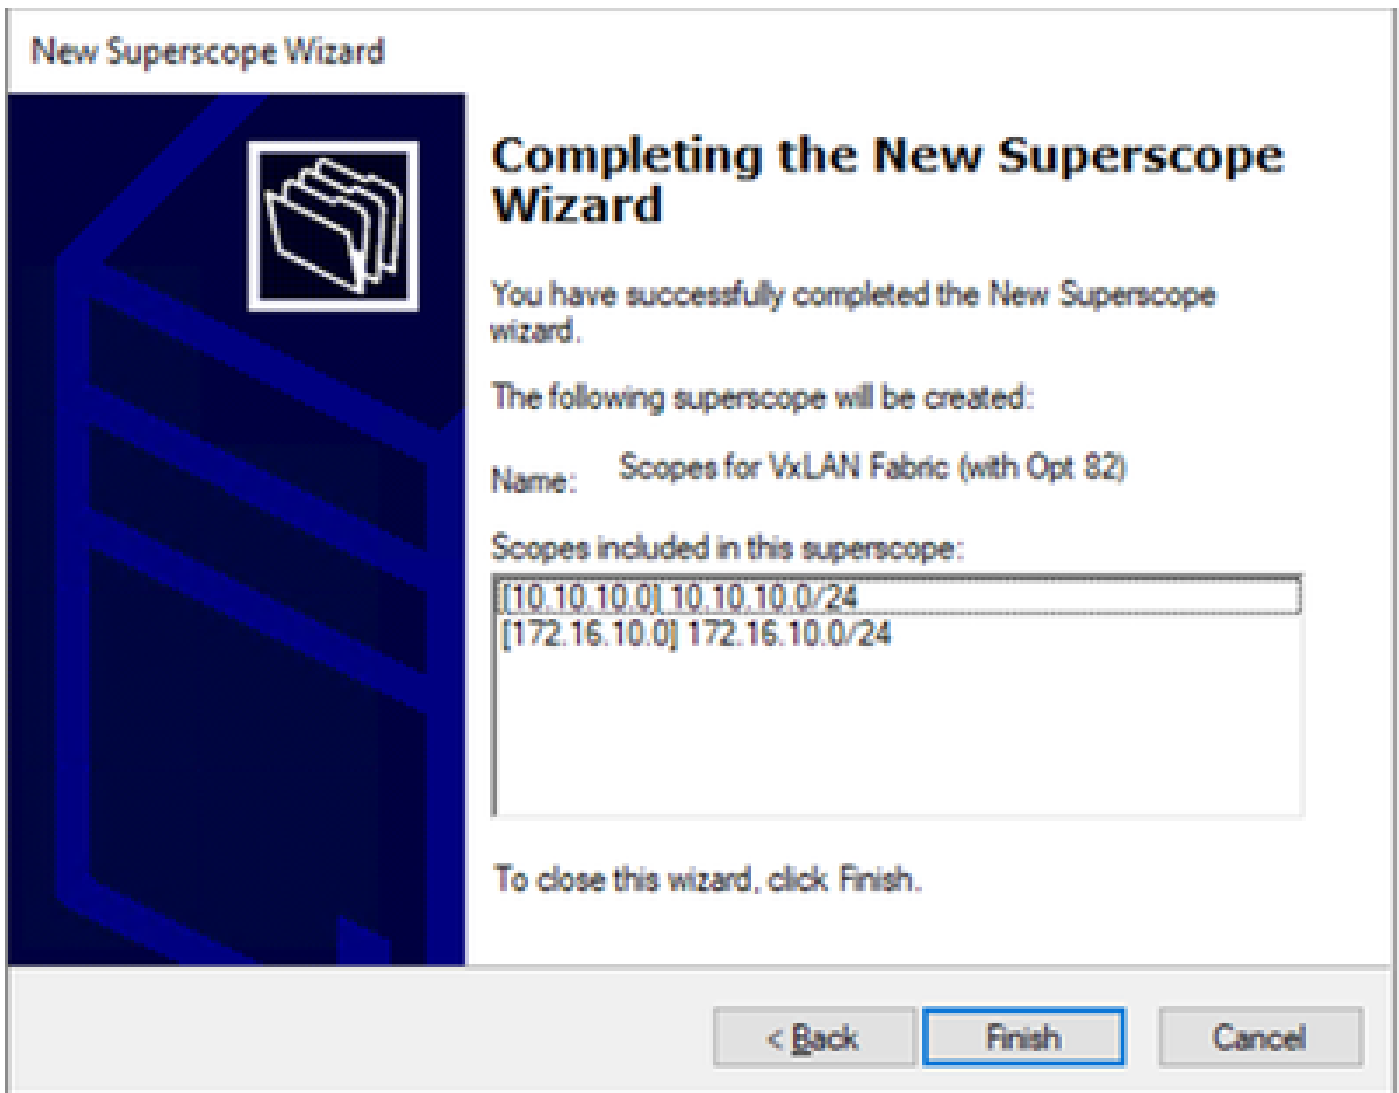 New Superscope Wizard
Completing the New Superscope
Wizard
You have successfully completed the New Superscope
wizard.
The following superscope will be created:
Name: Scopes for VxLAN Fabric (with Opt 82)
Scopes included in this superscope:
[10.10.10.0] 10.10.10.0/24
[172.16.10.0] 172.16.10.0/24
To close this wizard, click Finish.
< Back Finish Cancel